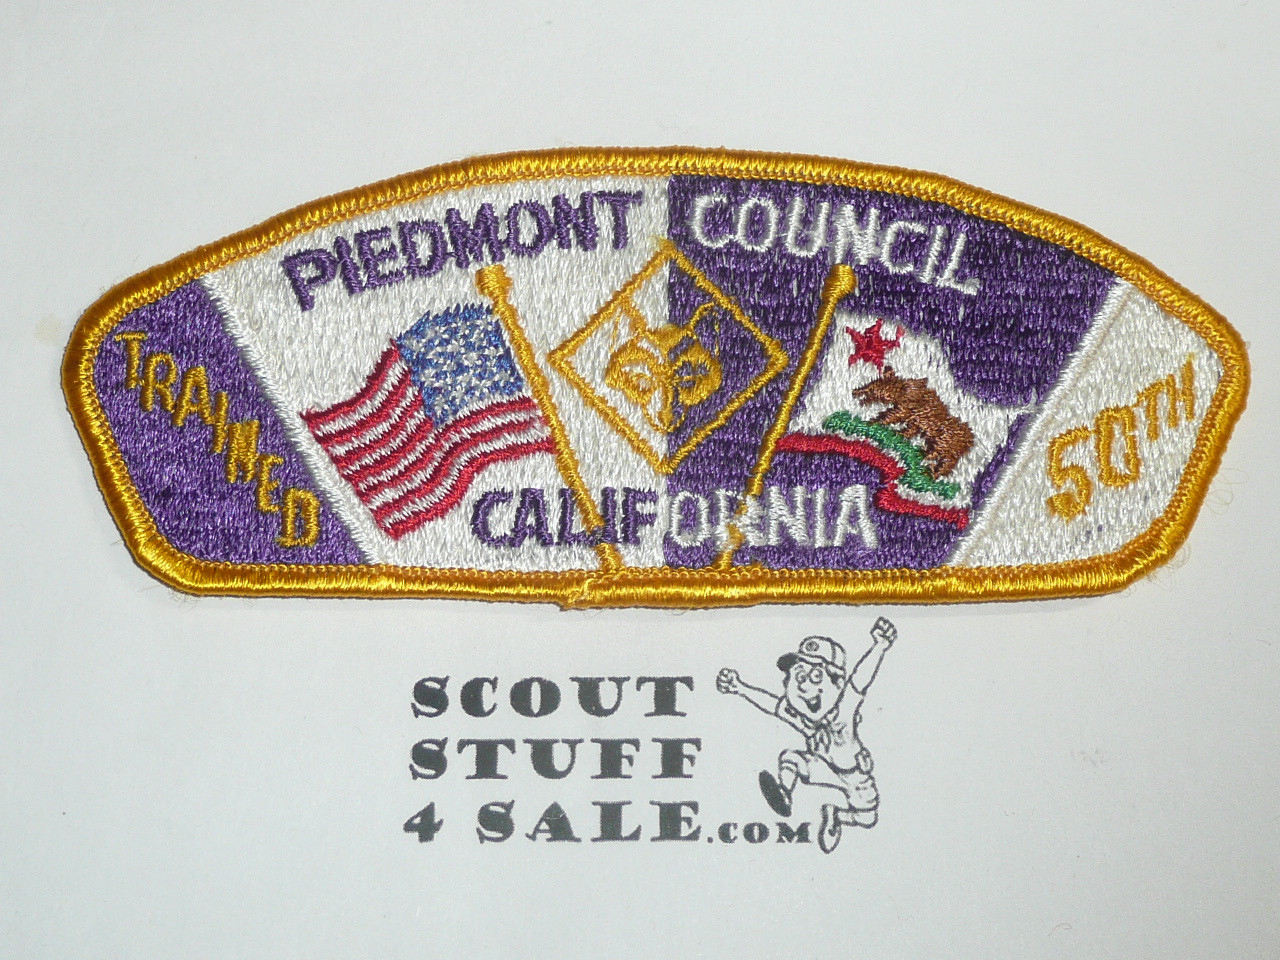 PIEDMONT COUNCIL
TRAINED
50TH
CALIFORNIA
SCOUT
STUFF
4 SALE.COM